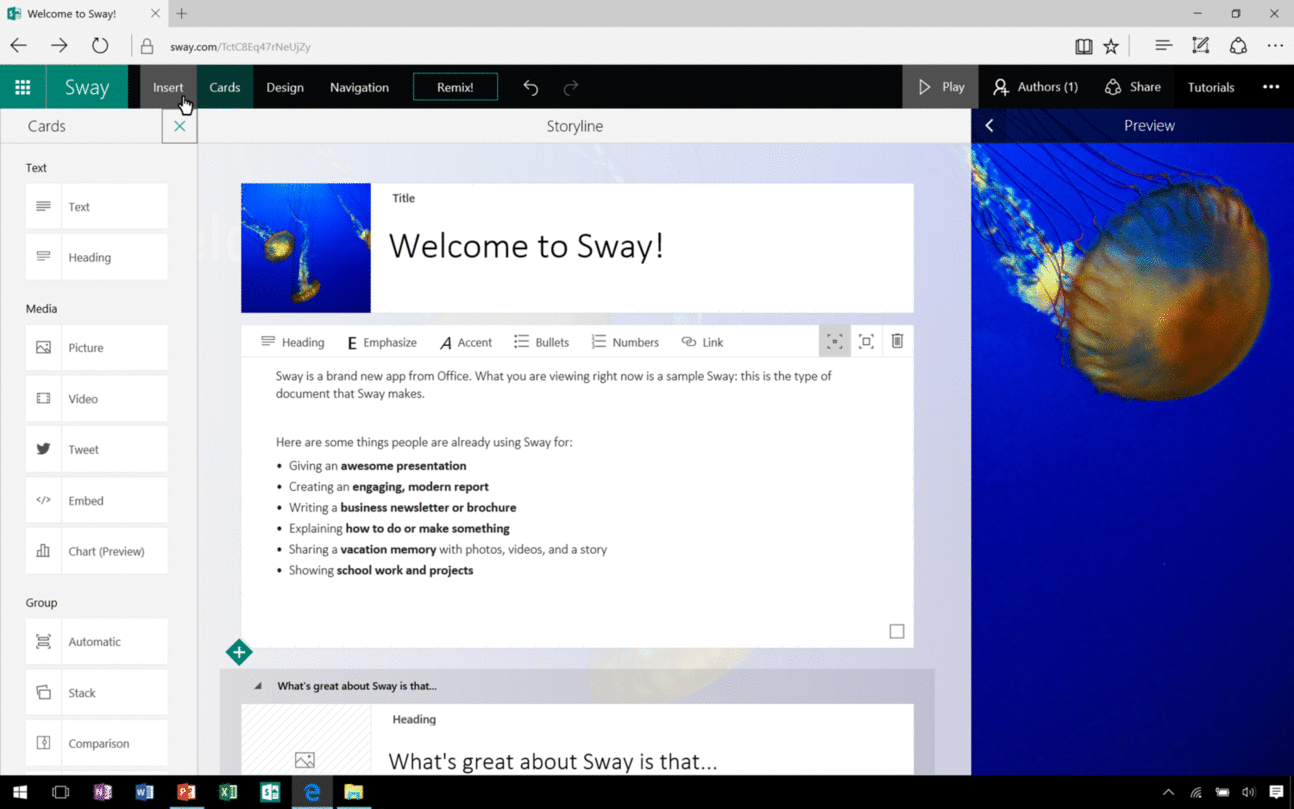 Welcome to Sway!
sway.com/TctC8Eq47rNeUjZy
Sway
Insert
Cards
Design
Navigation
Remix!
Play
Authors (1)
Share
Tutorials
Cards
Storyline
Preview
Text
Text
Heading
Media
Picture
Video
Tweet
Embed
Chart (Preview)
Group
Automatic
Stack
Comparison
Title
Welcome to Sway!
Heading
E Emphasize
A Accent
Bullets
Numbers
Link
Sway is a brand new app from Office. What you are viewing right now is a sample Sway: this is the type of
document that Sway makes.
Here are some things people are already using Sway for:
• Giving an awesome presentation
• Creating an engaging, modern report
• Writing a business newsletter or brochure
• Explaining how to do or make something
• Sharing a vacation memory with photos, videos, and a story
• Showing school work and projects
What's great about Sway is that...
Heading
What's great about Sway is that...